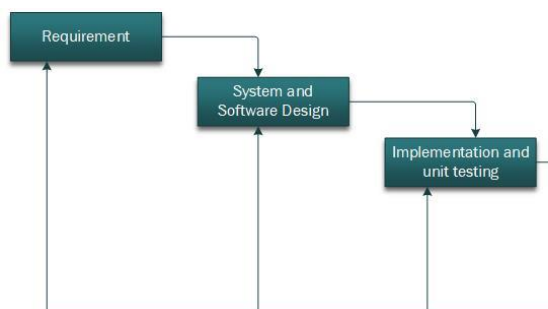 Requirement
System and
Software Design
Implementation and
unit testing